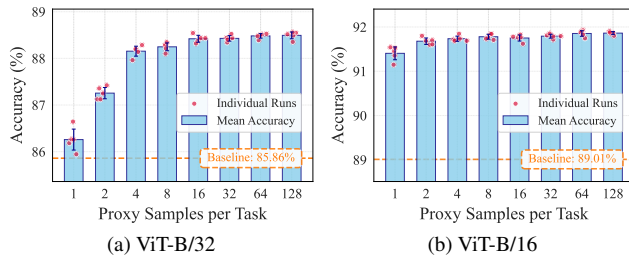 89
88
87
86
Accuracy (%)
Individual Runs
Mean Accuracy
Baseline: 85.86%
1 2 4 8 16 32 64 128
Proxy Samples per Task
(a) ViT-B/32
92
91
90
89
Accuracy (%)
Individual Runs
Mean Accuracy
Baseline: 89.01%
1 2 4 8 16 32 64 128
Proxy Samples per Task
(b) ViT-B/16